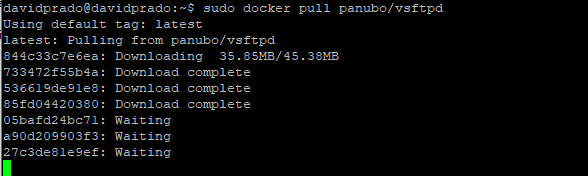 davidprado@davidprado:~$ sudo docker pull panubo/vsftpd
Using default tag: latest
latest: Pulling from panubo/vsftpd
844c33c7e6ea: Downloading  35.85MB/45.38MB
733472f55b4a: Download complete
536619de91e8: Download complete
85fd04420380: Download complete
05bafd24bc71: Waiting
a90d209903f3: Waiting
27c3de81e9ef: Waiting